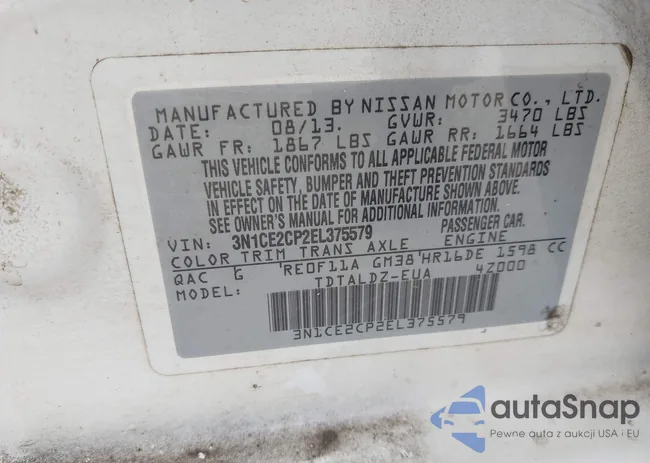 MANUFACTURED BY NISSAN MOTOR CO., LTD.
DATE: 08/13. GVWR: 3470 LBS
GAWR FR: 1867 LBS GAWR RR: 1664 LBS
THIS VEHICLE CONFORMS TO ALL APPLICABLE FEDERAL MOTOR
VEHICLE SAFETY, BUMPER AND THEFT PREVENTION STANDARDS
IN EFFECT ON THE DATE OF MANUFACTURE SHOWN ABOVE.
SEE OWNER'S MANUAL FOR ADDITIONAL INFORMATION.
VIN: 3N1CE2CP2EL375579 PASSENGER CAR.
COLOR TRIM TRANS AXLE ENGINE
QAC G RE0F11A GM38 HR16DE 1598 CC
MODEL: TDTALDZ-EUA 4Z000
3N1CE2CP2EL375579
autaSnap
Pewne auta z aukcji USA i EU